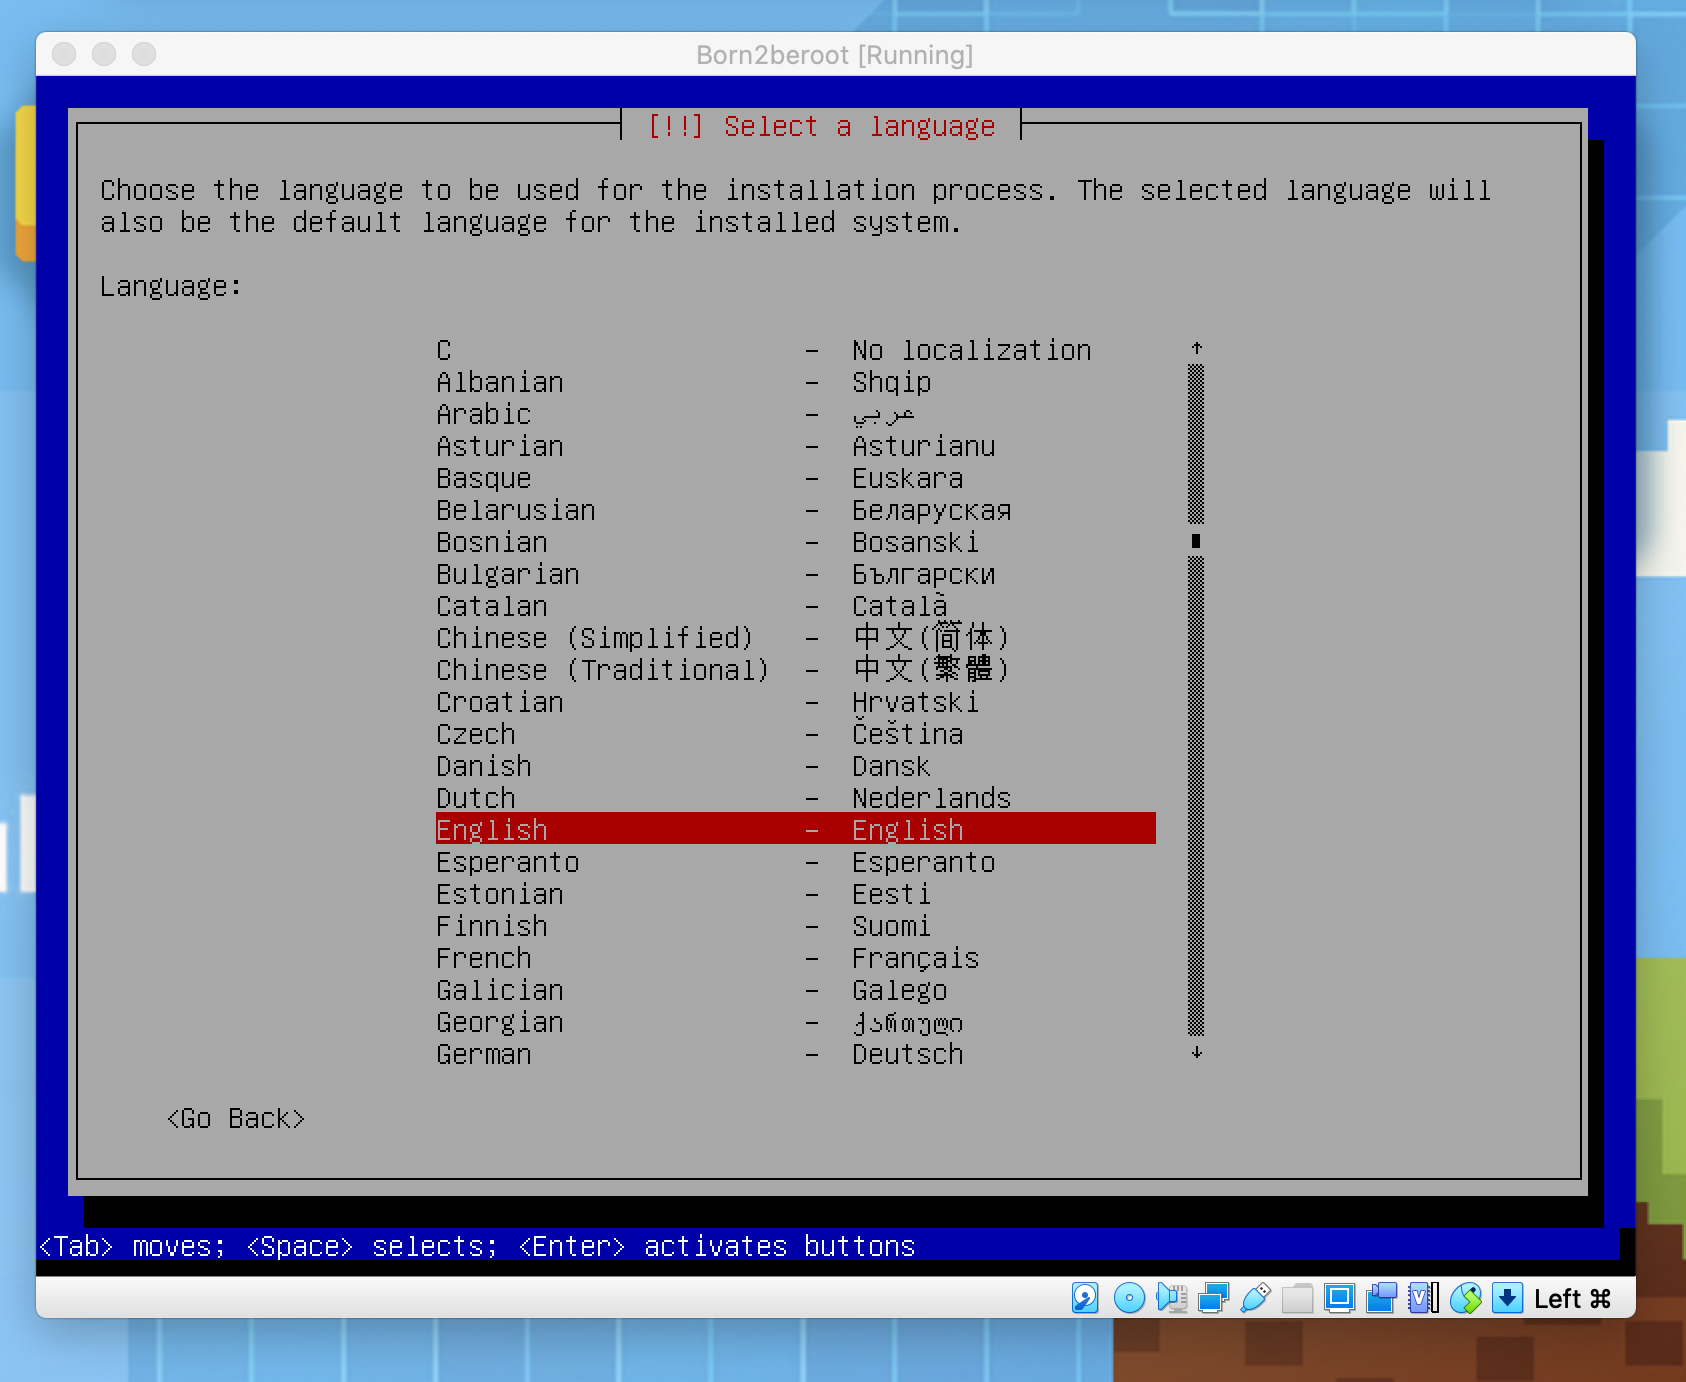 Born2beroot [Running]
[!!] Select a language
Choose the language to be used for the installation process. The selected language will
also be the default language for the installed system.
Language:
C - No localization
Albanian - Shqip
Arabic - عربي
Asturian - Asturianu
Basque - Euskara
Belarusian - Беларуская
Bosnian - Bosanski
Bulgarian - Български
Catalan - Català
Chinese (Simplified) - 中文(简体)
Chinese (Traditional) - 中文(繁體)
Croatian - Hrvatski
Czech - Čeština
Danish - Dansk
Dutch - Nederlands
English - English
Esperanto - Esperanto
Estonian - Eesti
Finnish - Suomi
French - Français
Galician - Galego
Georgian - ქართული
German - Deutsch
<Go Back>
<Tab> moves; <Space> selects; <Enter> activates buttons
Left ⌘